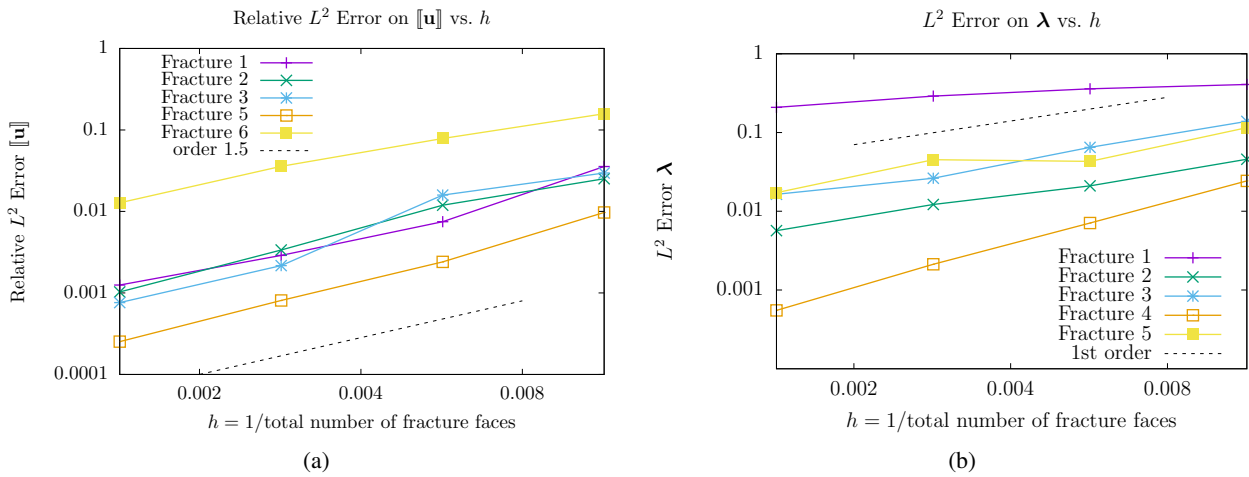 Relative L² Error on ⟦u⟧ vs. h
1
0.1
0.01
0.001
0.0001
Relative L² Error ⟦u⟧
Fracture 1
Fracture 2
Fracture 3
Fracture 5
Fracture 6
order 1.5
0.002
0.004
0.008
h = 1/total number of fracture faces
(a)
L² Error on λ vs. h
1
0.1
0.01
0.001
L² Error λ
Fracture 1
Fracture 2
Fracture 3
Fracture 4
Fracture 5
1st order
0.002
0.004
0.008
h = 1/total number of fracture faces
(b)